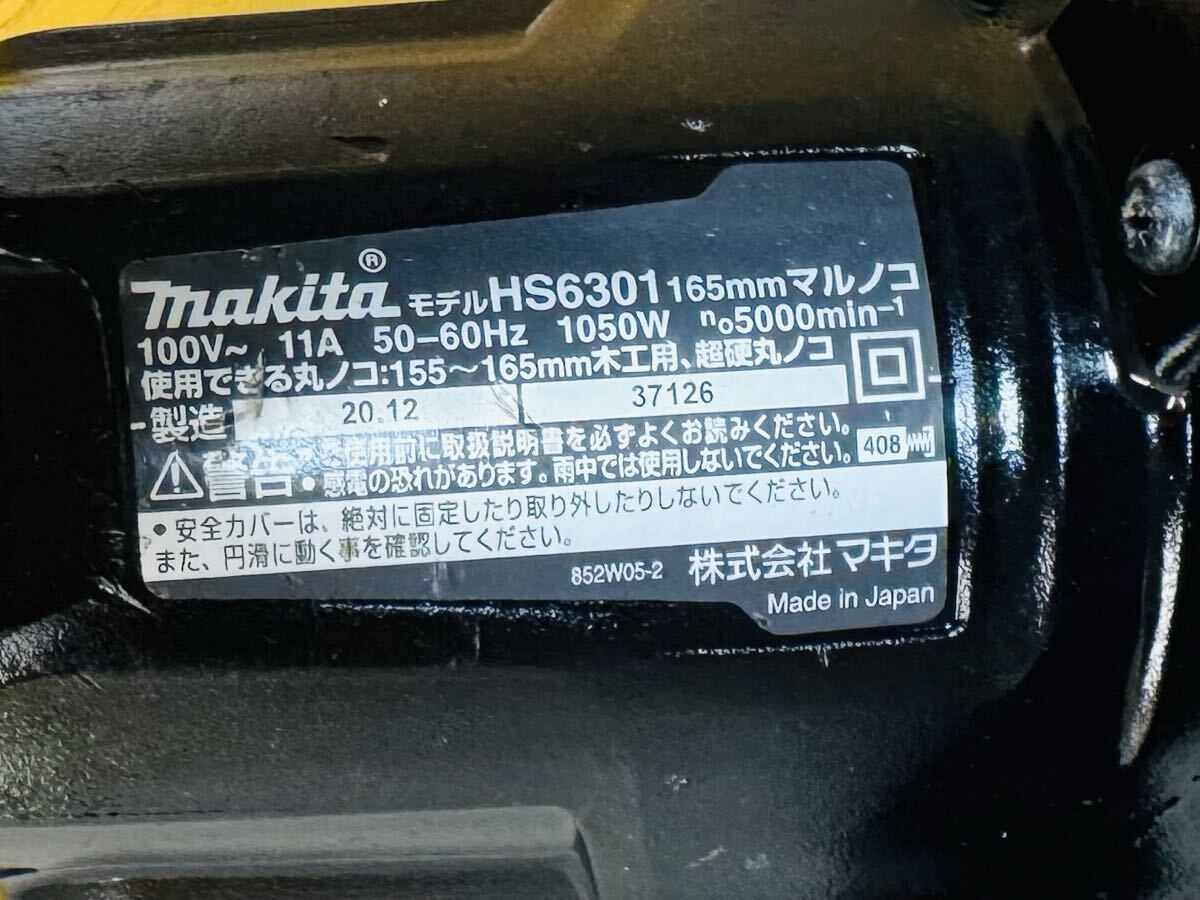 makita® モデルHS6301 165mmマルノコ
100V～ 11A 50-60Hz 1050W n₀5000min⁻¹
使用できる丸ノコ:155～165mm木工用、超硬丸ノコ
製造 20.12 37126
警告・ご使用前に取扱説明書を必ずよくお読みください。
・感電の恐れがあります。雨中では使用しないでください。 408
●安全カバーは、絶対に固定したり取り外したりしないでください。
また、円滑に動く事を確認してください。
852W05-2 株式会社マキタ
Made in Japan